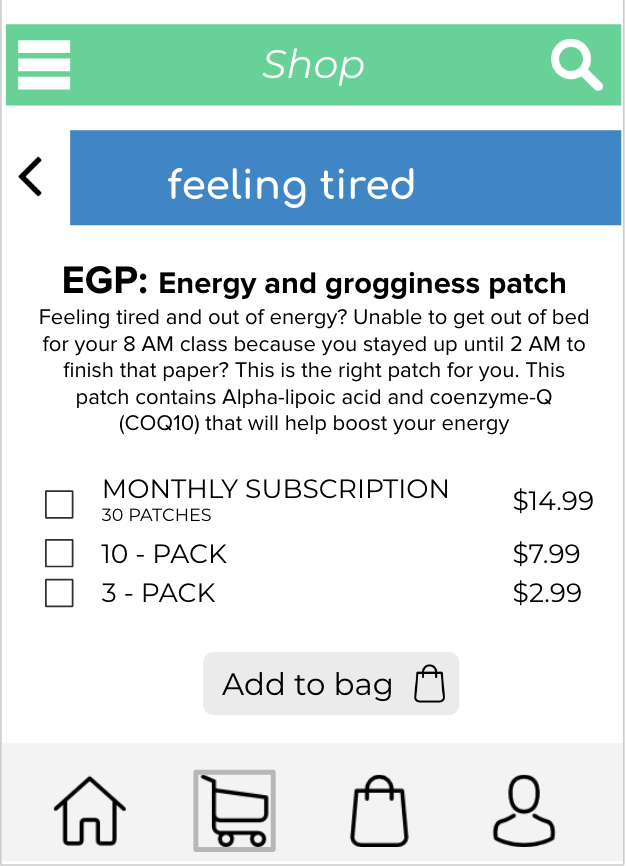 Shop
feeling tired
EGP: Energy and grogginess patch
Feeling tired and out of energy? Unable to get out of bed
for your 8 AM class because you stayed up until 2 AM to
finish that paper? This is the right patch for you. This
patch contains Alpha-lipoic acid and coenzyme-Q
(COQ10) that will help boost your energy
MONTHLY SUBSCRIPTION $14.99
30 PATCHES
10 - PACK $7.99
3 - PACK $2.99
Add to bag